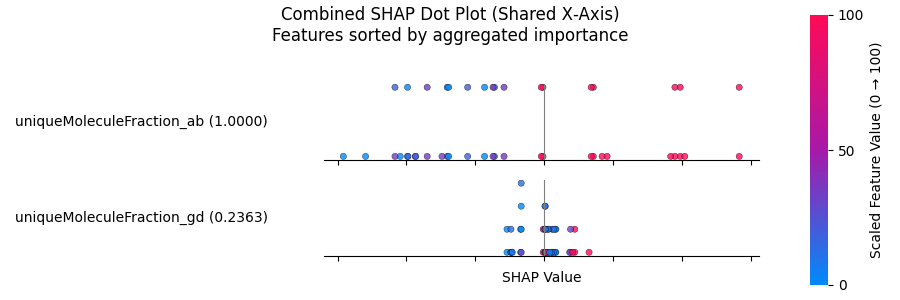 Combined SHAP Dot Plot (Shared X-Axis)
Features sorted by aggregated importance
uniqueMoleculeFraction_ab (1.0000)
uniqueMoleculeFraction_gd (0.2363)
SHAP Value
100
50
0
Scaled Feature Value (0 → 100)